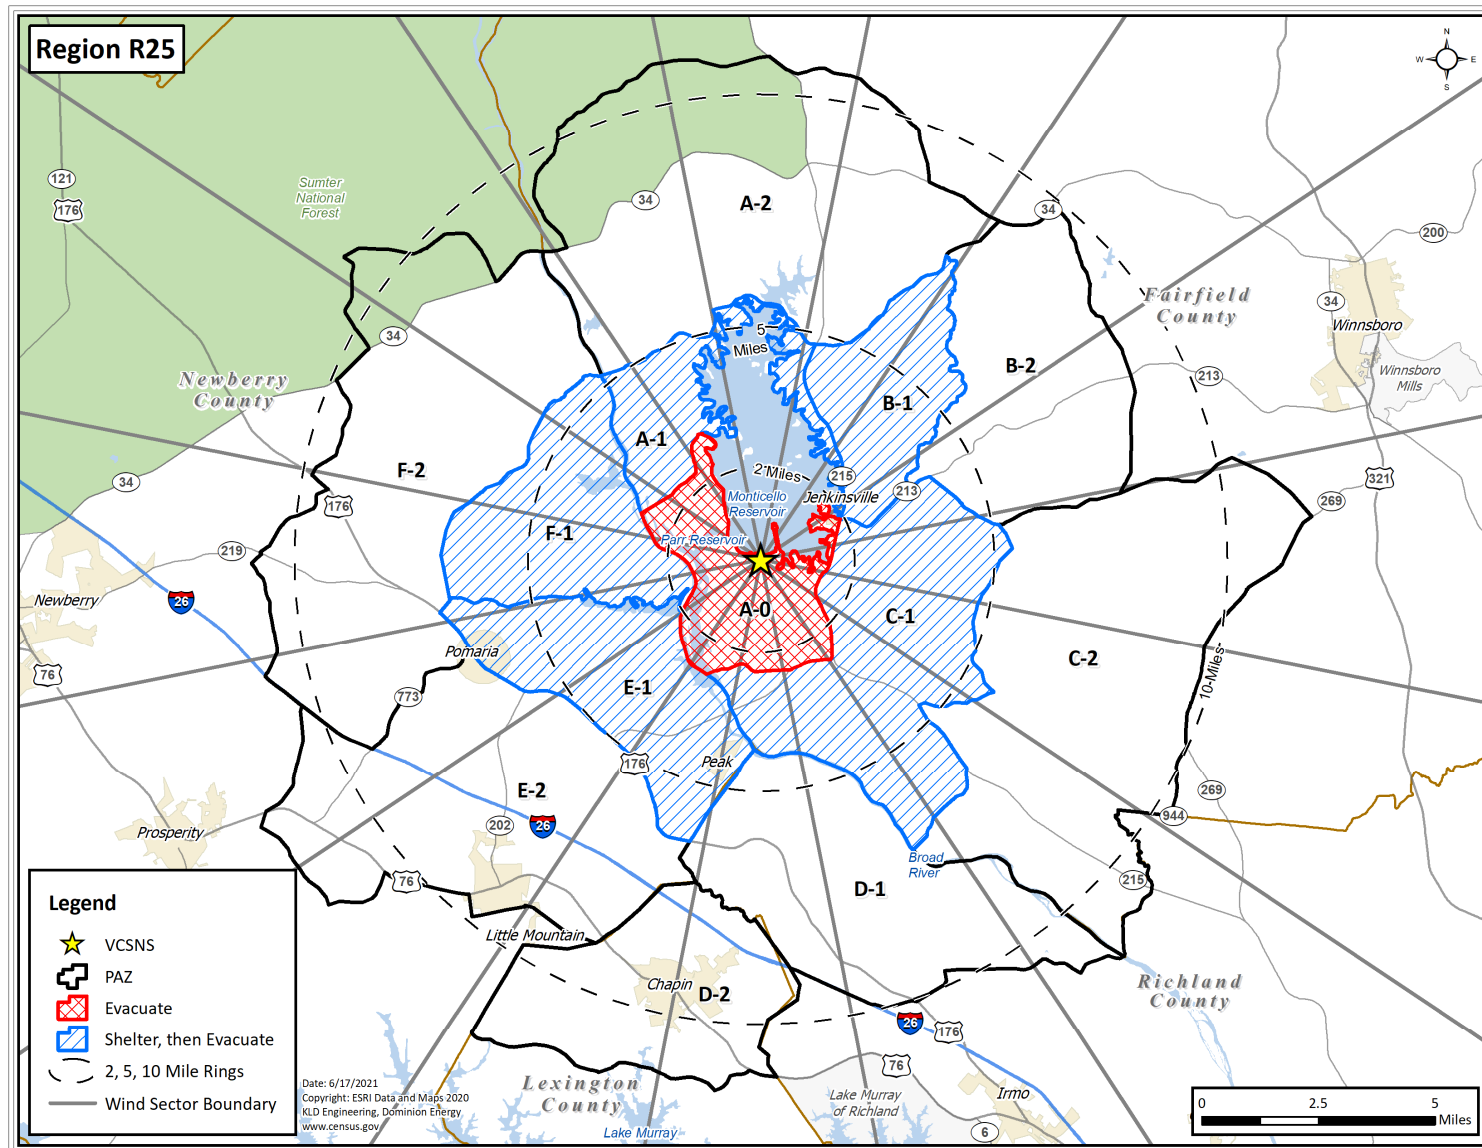 Region R25
N
W
E
S
121
176
Sumter
National
Forest
34
A-2
34
200
Fairfield
County
34
Winnsboro
Winnsboro
Mills
34
Newberry
County
5
Miles
B-2
213
B-1
A-1
F-2
2 Miles
215
321
34
176
Monticello
Reservoir
Jenkinsville
213
269
219
F-1
Parr Reservoir
Newberry
26
A-0
C-1
Pomaria
C-2
76
773
E-1
10 Miles
176
Peak
E-2
269
202
26
944
Prosperity
Broad
River
76
D-1
215
Little Mountain
Chapin
D-2
Richland
County
26
176
76
Lexington
County
Lake Murray
of Richland
Irmo
Lake Murray
6
Legend
VCSNS
PAZ
Evacuate
Shelter, then Evacuate
2, 5, 10 Mile Rings
Wind Sector Boundary
Date: 6/17/2021
Copyright: ESRI Data and Maps 2020
KLD Engineering, Dominion Energy
www.census.gov
0 2.5 5
Miles